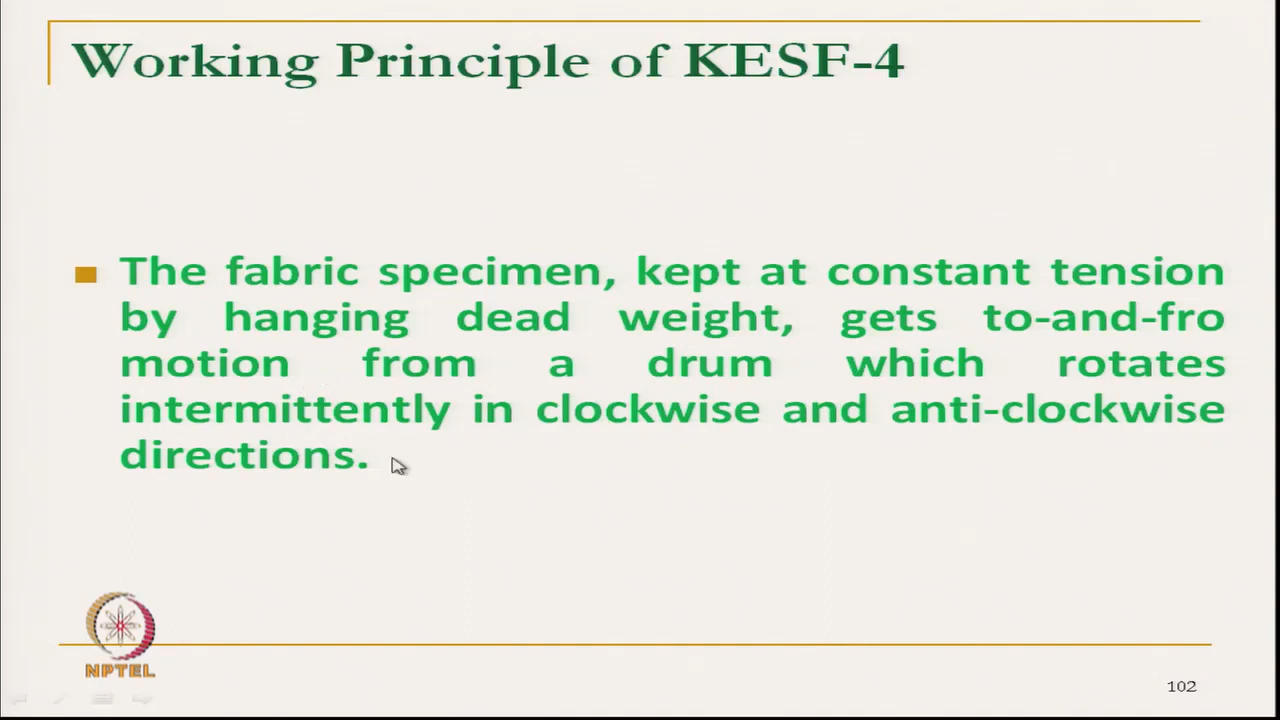 Working Principle of KESF-4
The fabric specimen, kept at constant tension
by hanging dead weight, gets to-and-fro
motion from a drum which rotates
intermittently in clockwise and anti-clockwise
directions.
NPTEL
102